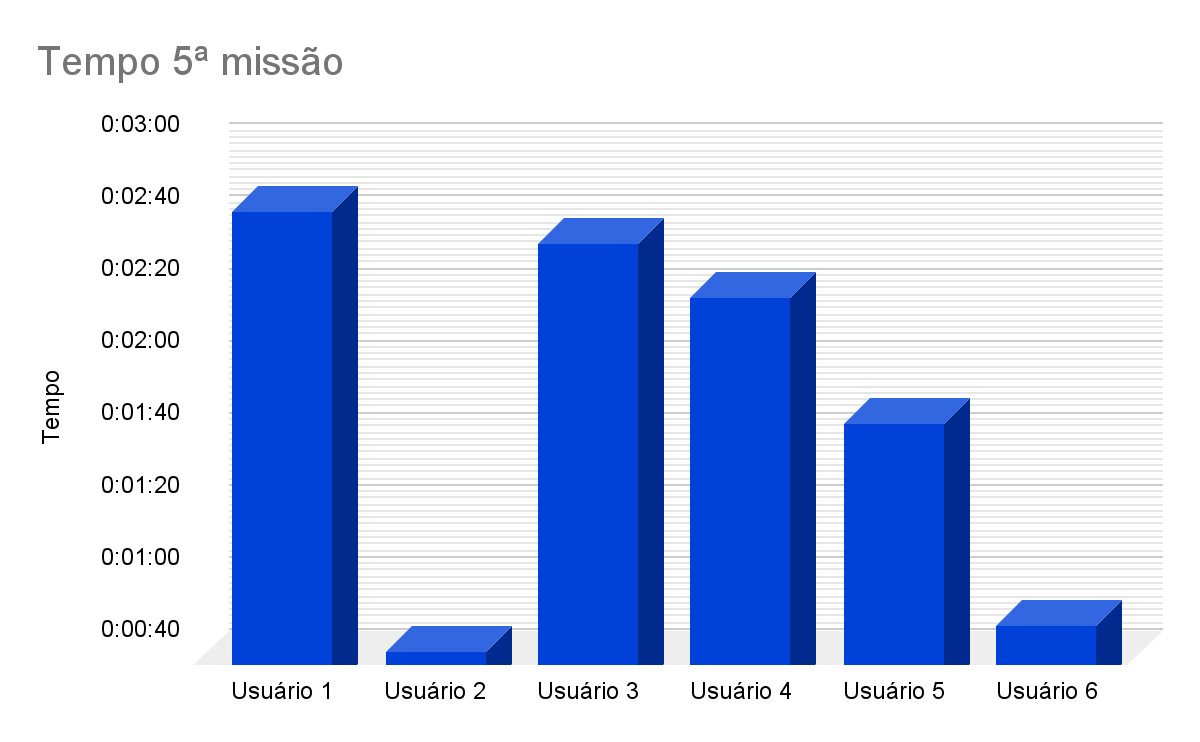 Tempo 5ª missão
0:03:00
0:02:40
0:02:20
0:02:00
0:01:40
0:01:20
0:01:00
0:00:40
Tempo
Usuário 1
Usuário 2
Usuário 3
Usuário 4
Usuário 5
Usuário 6